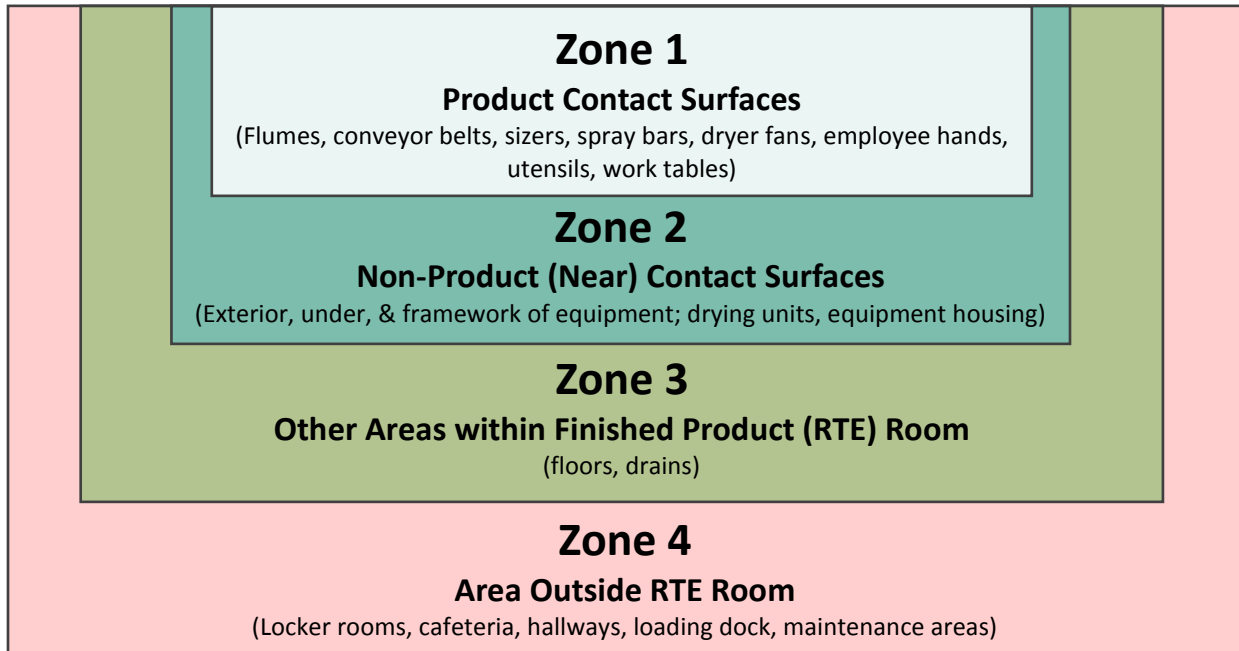 Zone 1
Product Contact Surfaces
(Flumes, conveyor belts, sizers, spray bars, dryer fans, employee hands,
utensils, work tables)
Zone 2
Non-Product (Near) Contact Surfaces
(Exterior, under, & framework of equipment; drying units, equipment housing)
Zone 3
Other Areas within Finished Product (RTE) Room
(floors, drains)
Zone 4
Area Outside RTE Room
(Locker rooms, cafeteria, hallways, loading dock, maintenance areas)